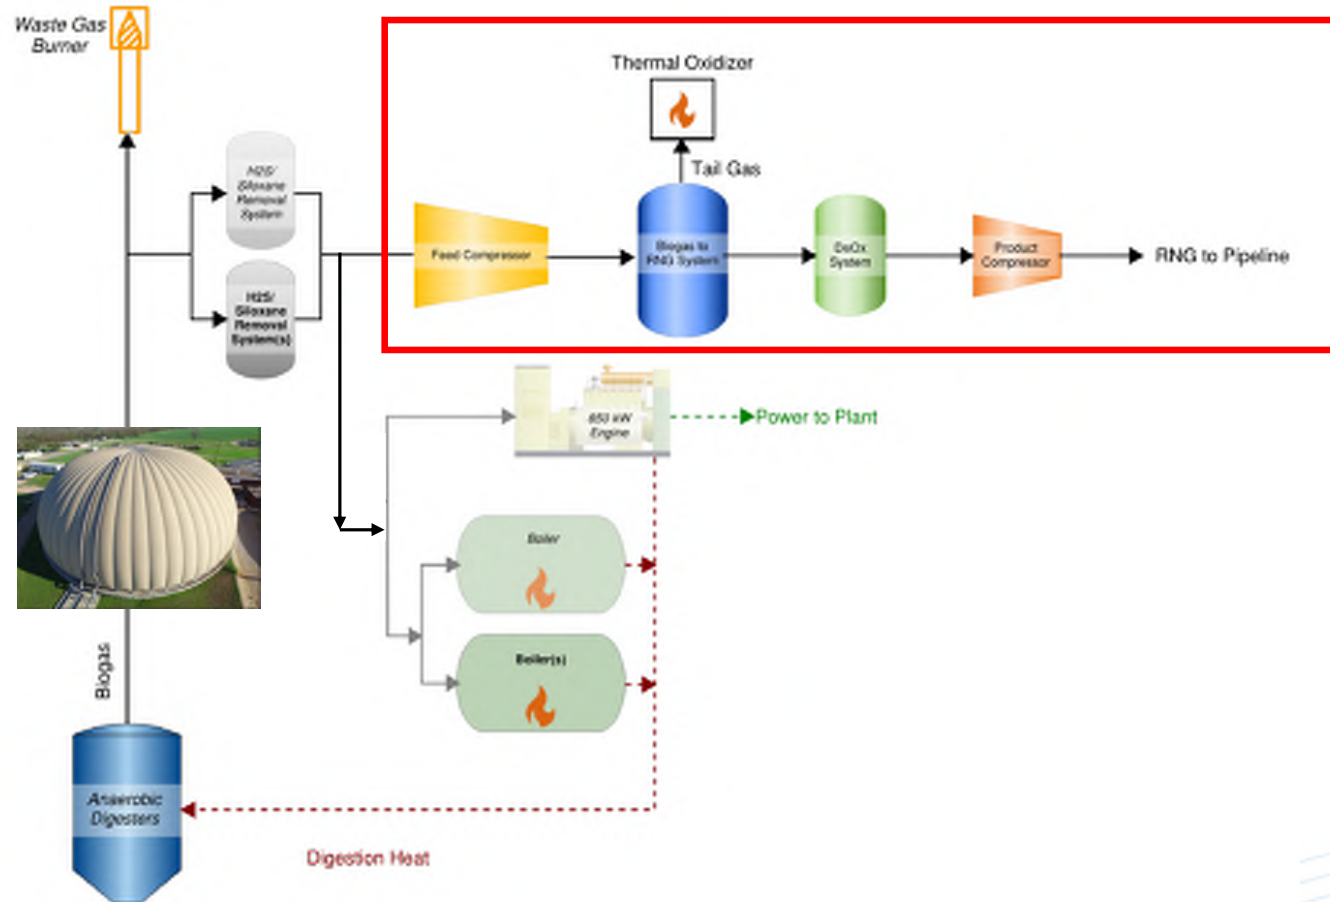 Waste Gas
Burner
Thermal Oxidizer
Tail Gas
H2S/
Siloxane
Removal
System
Feed Compressor
Biogas to
RNG System
DeOx
System
Product
Compressor
RNG to Pipeline
H2S/
Siloxane
Removal
System(s)
650 kW
Engine
Power to Plant
Boiler
Boiler(s)
Biogas
Anaerobic
Digesters
Digestion Heat